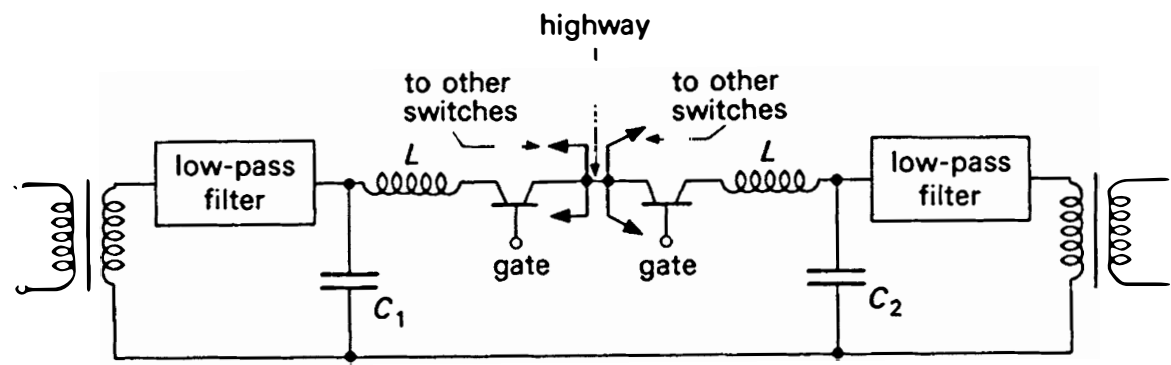 highway
to other
switches
to other
switches
low-pass
filter
L
L
low-pass
filter
gate
gate
C1
C2